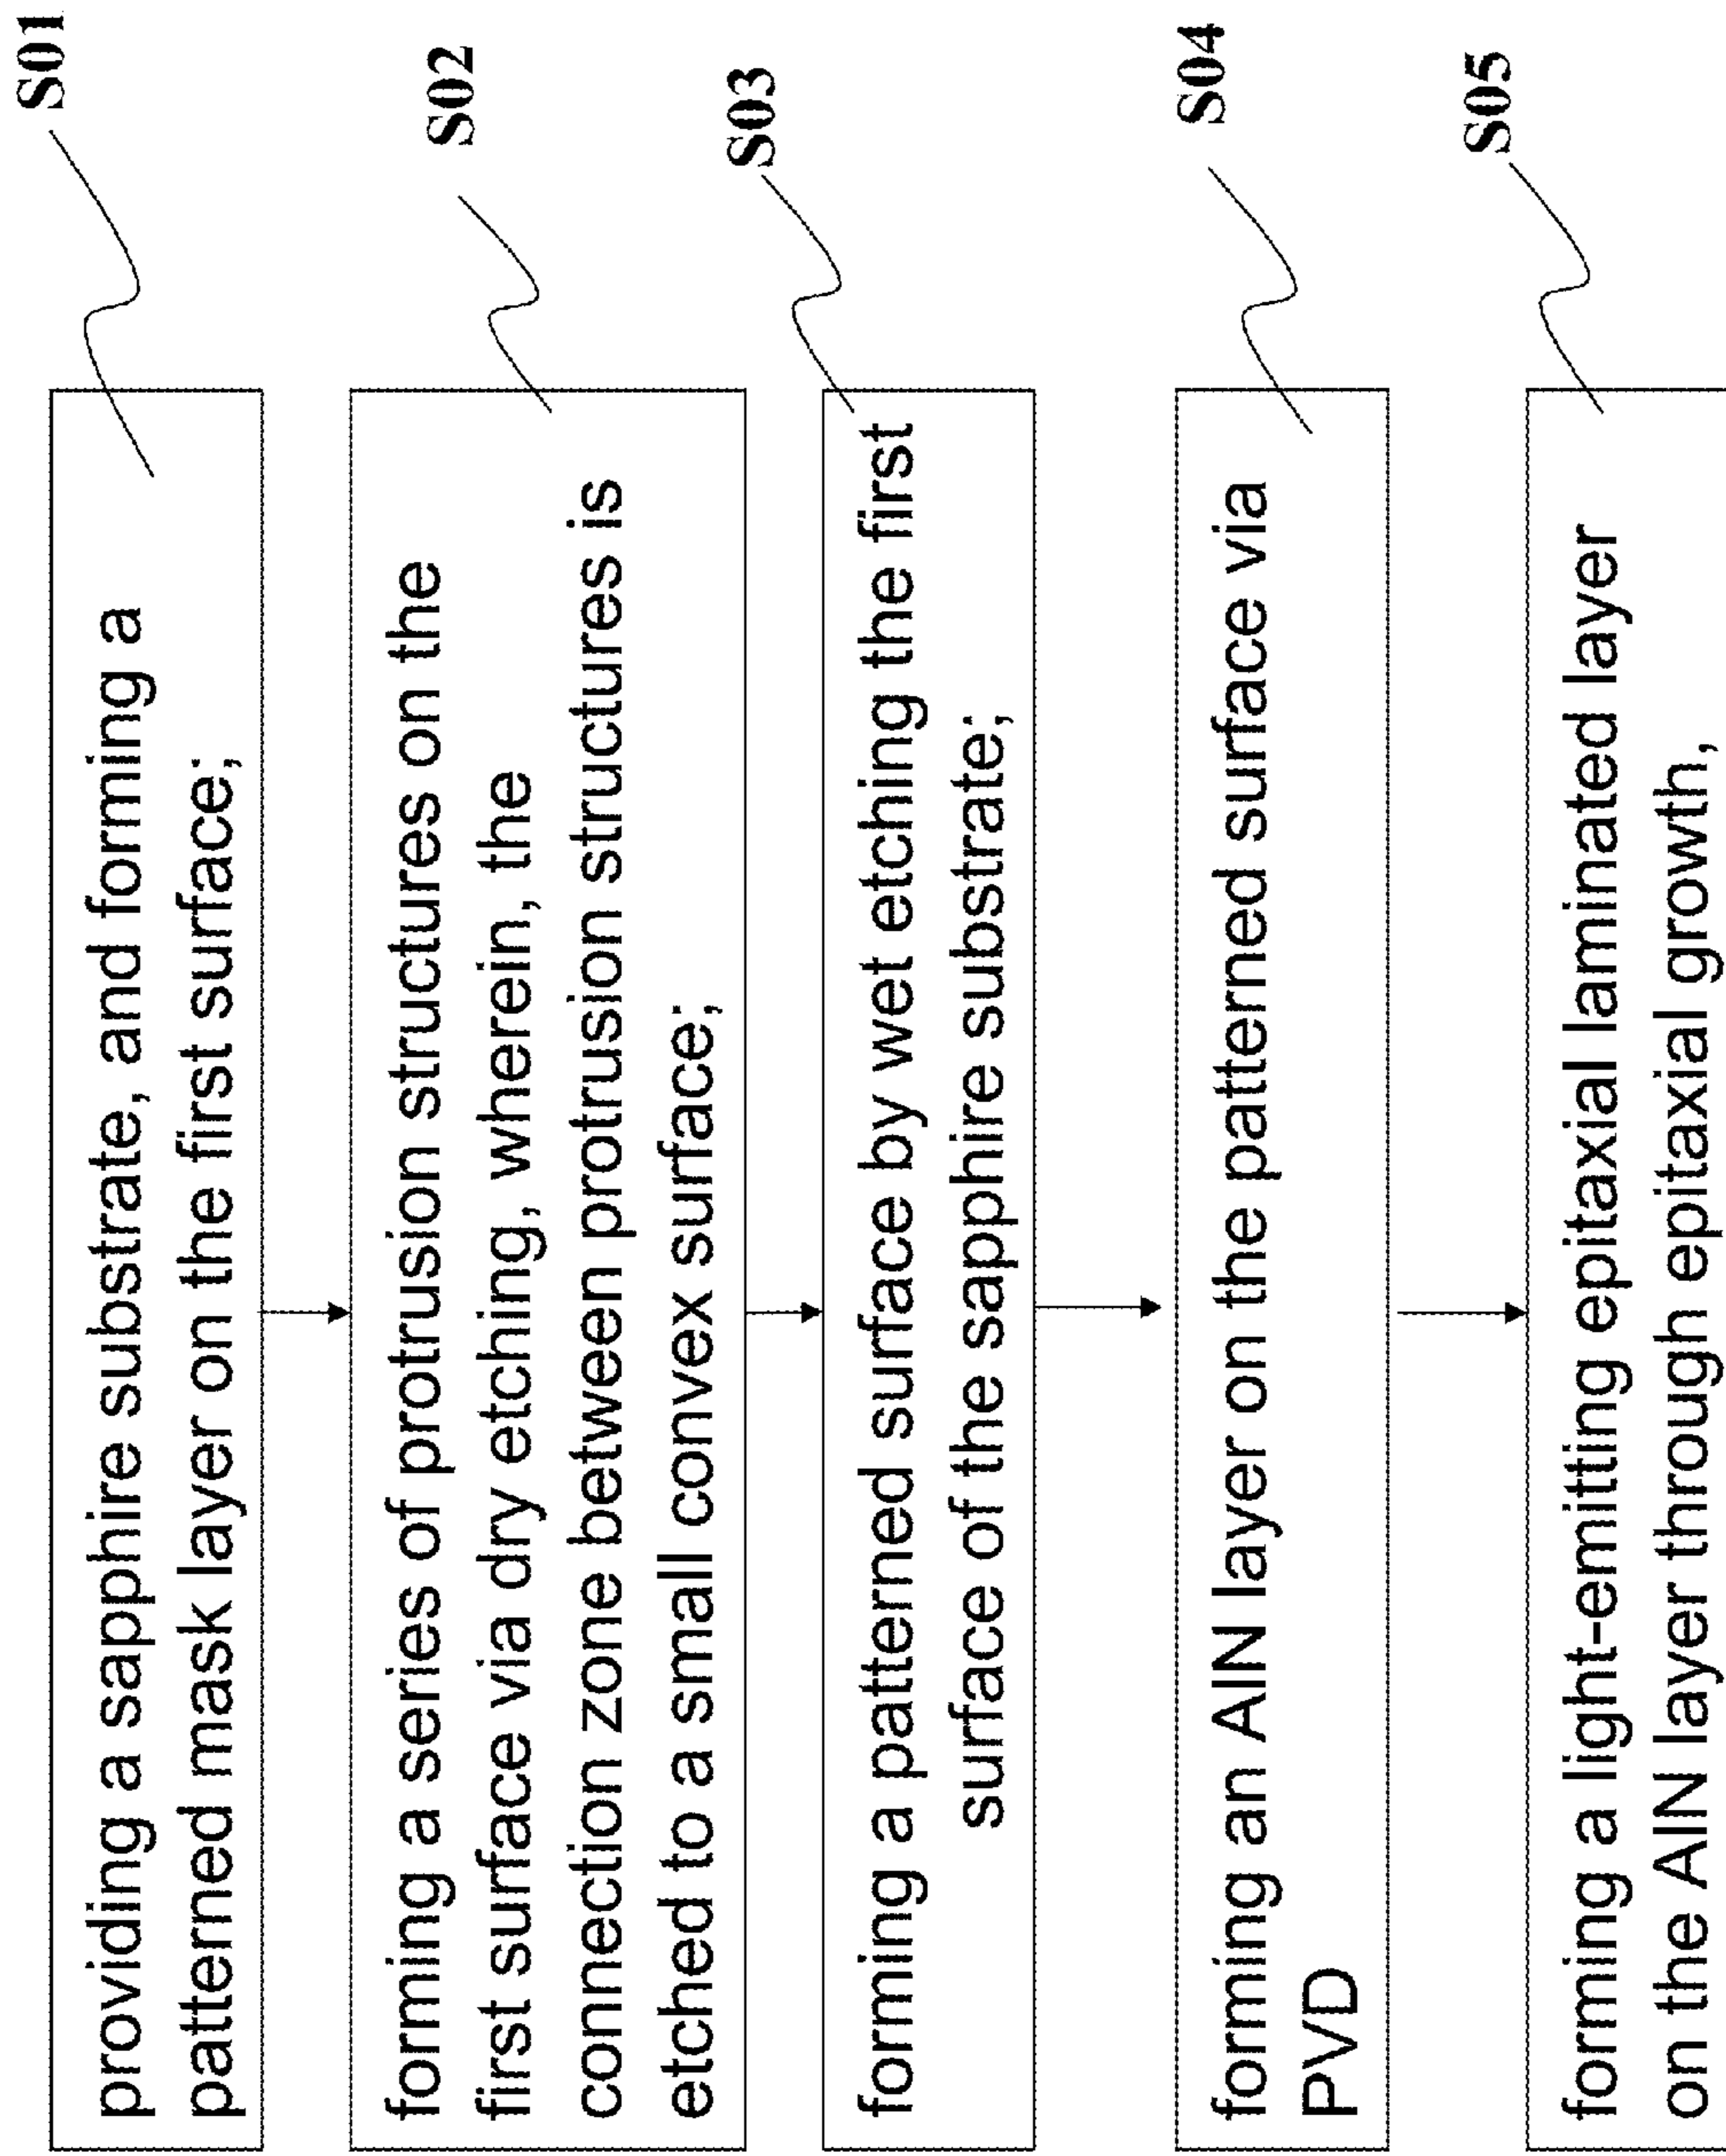 S01
providing a sapphire substrate, and forming a
patterned mask layer on the first surface;
S02
forming a series of protrusion structures on the
first surface via dry etching, wherein, the
connection zone between protrusion structures is
etched to a small convex surface;
S03
forming a patterned surface by wet etching the first
surface of the sapphire substrate;
S04
forming an AlN layer on the patterned surface via
PVD
S05
forming a light-emitting epitaxial laminated layer
on the AlN layer through epitaxial growth,